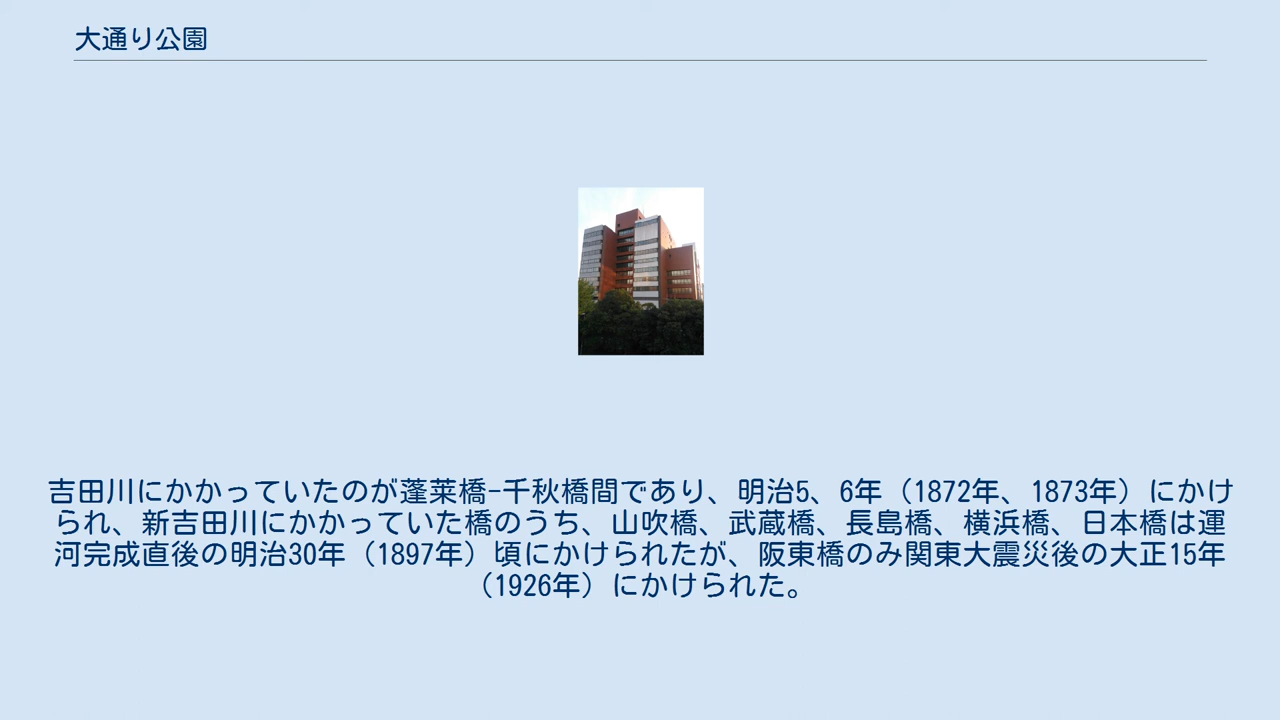 大通り公園
吉田川にかかっていたのが蓬莱橋-千秋橋間であり、明治5、6年（1872年、1873年）にかけ
られ、新吉田川にかかっていた橋のうち、山吹橋、武蔵橋、長島橋、横浜橋、日本橋は運
河完成直後の明治30年（1897年）頃にかけられたが、阪東橋のみ関東大震災後の大正15年
（1926年）にかけられた。